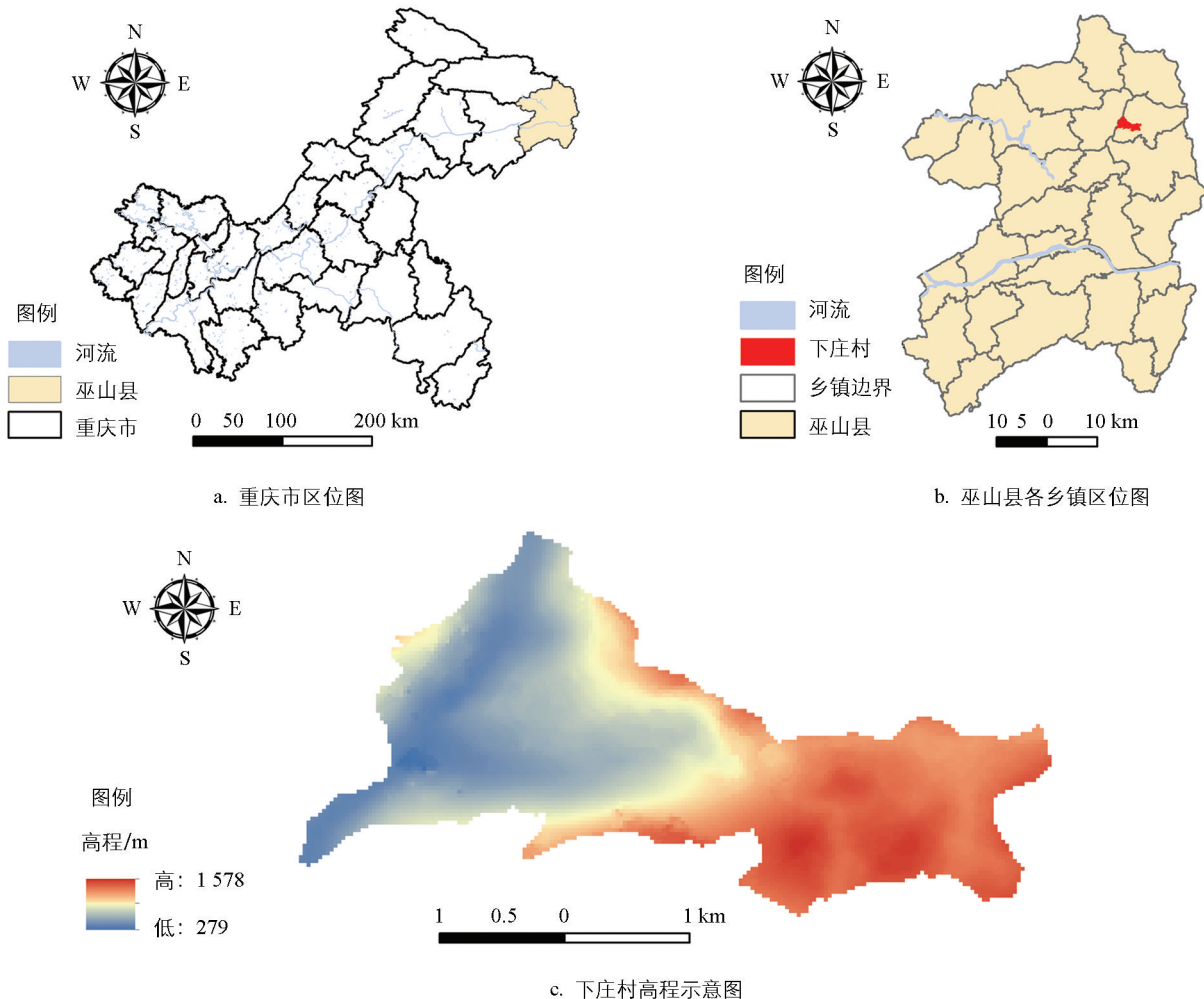 N
W E
S
图例
河流
巫山县
重庆市
0 50 100 200 km
a. 重庆市区位图
N
W E
S
图例
河流
下庄村
乡镇边界
巫山县
10 5 0 10 km
b. 巫山县各乡镇区位图
N
W E
S
图例
高程/m
高：1 578
低：279
1 0.5 0 1 km
c. 下庄村高程示意图